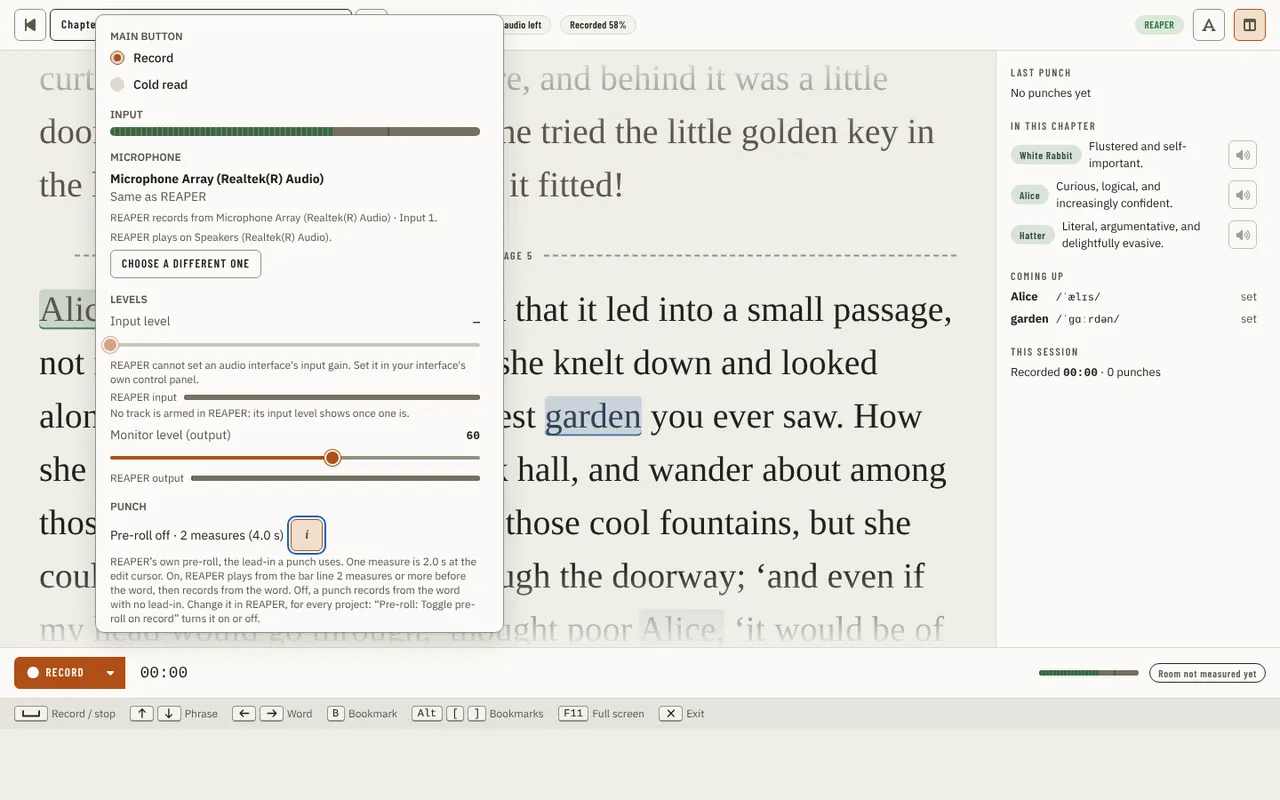 Chapte
audio left
Recorded 58%
REAPER
A
MAIN BUTTON
Record
Cold read
INPUT
MICROPHONE
Microphone Array (Realtek(R) Audio)
Same as REAPER
REAPER records from Microphone Array (Realtek(R) Audio) · Input 1.
REAPER plays on Speakers (Realtek(R) Audio).
CHOOSE A DIFFERENT ONE
LEVELS
Input level –
REAPER cannot set an audio interface's input gain. Set it in your interface's
own control panel.
REAPER input
No track is armed in REAPER: its input level shows once one is.
Monitor level (output) 60
REAPER output
PUNCH
Pre-roll off · 2 measures (4.0 s) i
REAPER's own pre-roll, the lead-in a punch uses. One measure is 2.0 s at the
edit cursor. On, REAPER plays from the bar line 2 measures or more before
the word, then records from the word. Off, a punch records from the word
with no lead-in. Change it in REAPER, for every project: “Pre-roll: Toggle pre-
roll on record” turns it on or off.
curt re, and behind it was a little
door he tried the little golden key in
the it fitted!
AGE 5
Alic that it led into a small passage,
not she knelt down and looked
alon est garden you ever saw. How
she k hall, and wander about among
thos those cool fountains, but she
coul ugh the doorway; ‘and even if
my head would go through,’ thought poor Alice, ‘it would be of
LAST PUNCH
No punches yet
IN THIS CHAPTER
White Rabbit Flustered and self-
important.
Alice Curious, logical, and
increasingly confident.
Hatter Literal, argumentative, and
delightfully evasive.
COMING UP
Alice /ˈælɪs/ set
garden /ˈɡɑːrdən/ set
THIS SESSION
Recorded 00:00 · 0 punches
RECORD 00:00 Room not measured yet
Record / stop ↑ ↓ Phrase ← → Word B Bookmark Alt [ ] Bookmarks F11 Full screen ✕ Exit